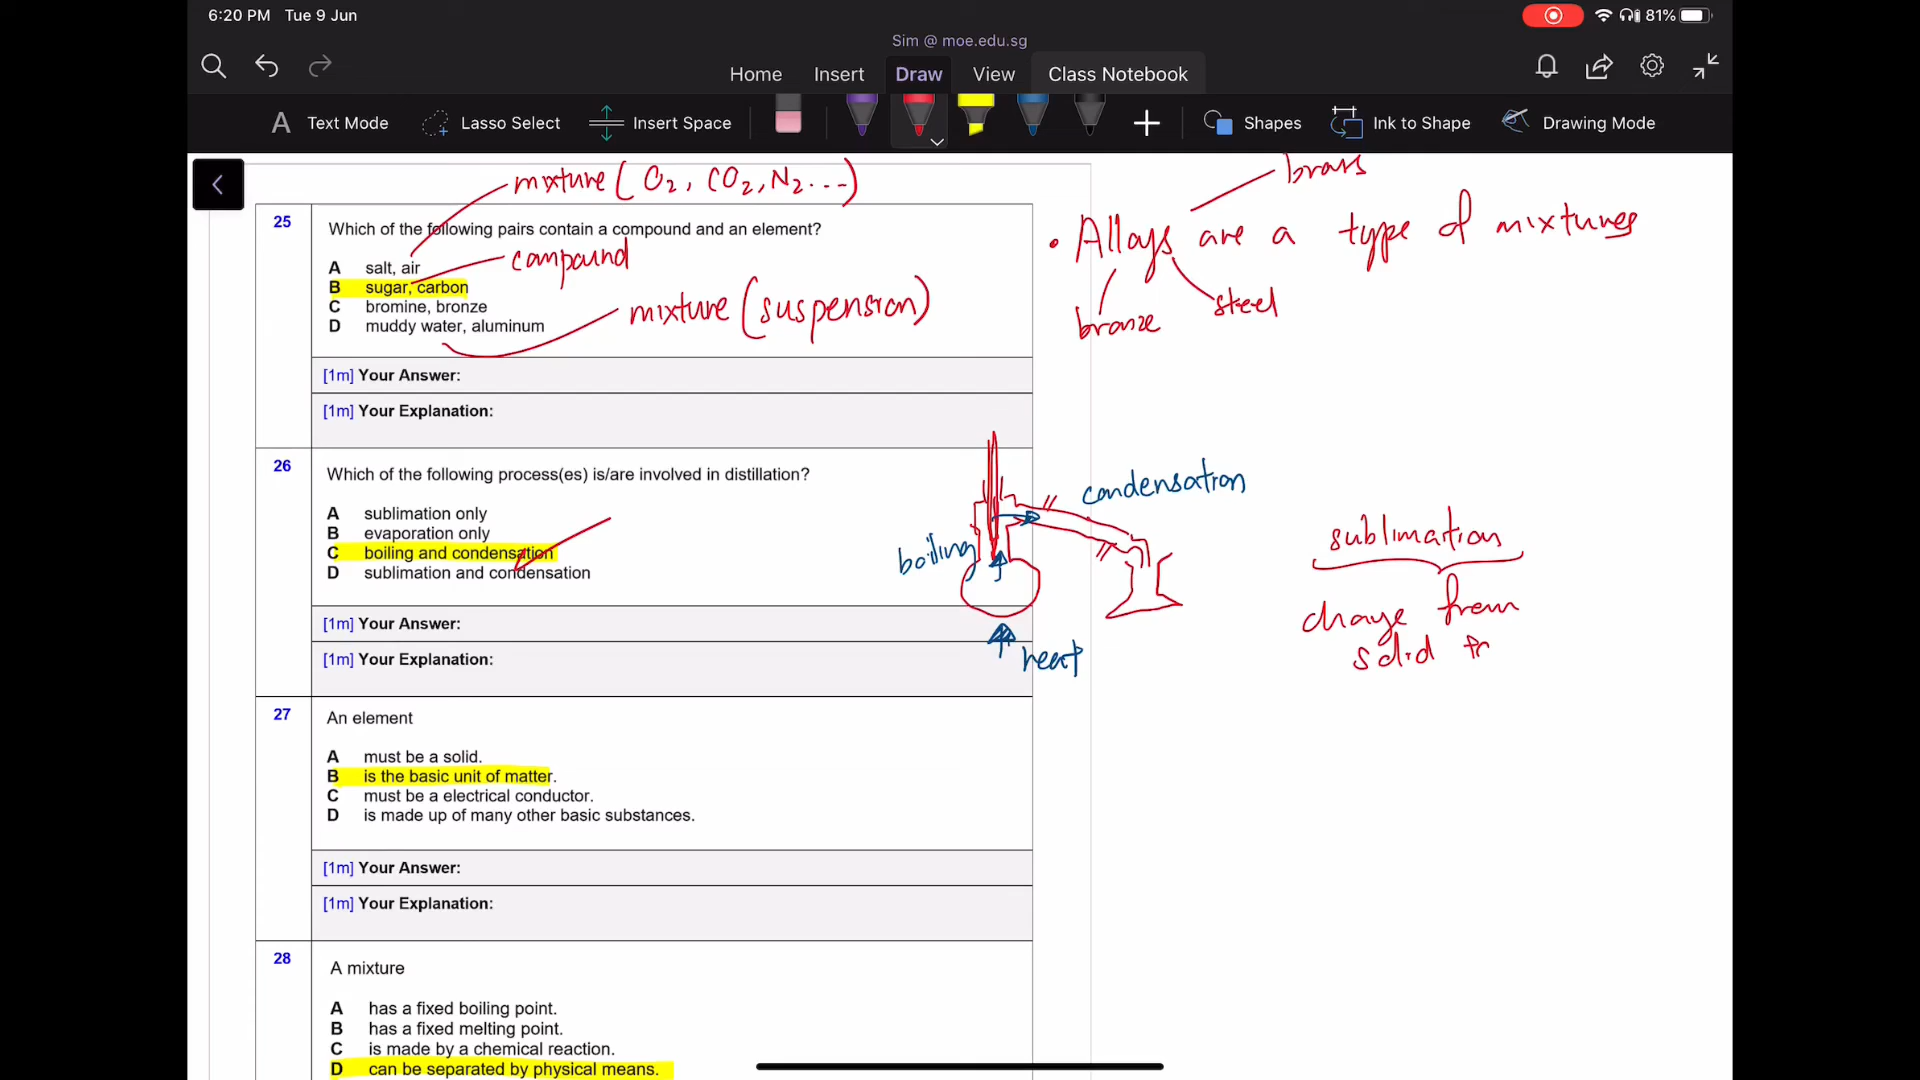 6:20 PM Tue 9 Jun
81%
Sim @ moe.edu.sg
Home Insert Draw View Class Notebook
Text Mode Lasso Select Insert Space Shapes Ink to Shape Drawing Mode
mixture ( O2, CO2, N2 ...)
brass
25 Which of the following pairs contain a compound and an element?
• Alloys are a type of mixtures
compound
A salt, air
B sugar, carbon
C bromine, bronze
D muddy water, aluminum
mixture (suspension)
bronze
steel
[1m] Your Answer:
[1m] Your Explanation:
26 Which of the following process(es) is/are involved in distillation?
A sublimation only
B evaporation only
C boiling and condensation
D sublimation and condensation
condensation
boiling
heat
sublimation
change from
solid to
[1m] Your Answer:
[1m] Your Explanation:
27 An element
A must be a solid.
B is the basic unit of matter.
C must be a electrical conductor.
D is made up of many other basic substances.
[1m] Your Answer:
[1m] Your Explanation:
28 A mixture
A has a fixed boiling point.
B has a fixed melting point.
C is made by a chemical reaction.
D can be separated by physical means.